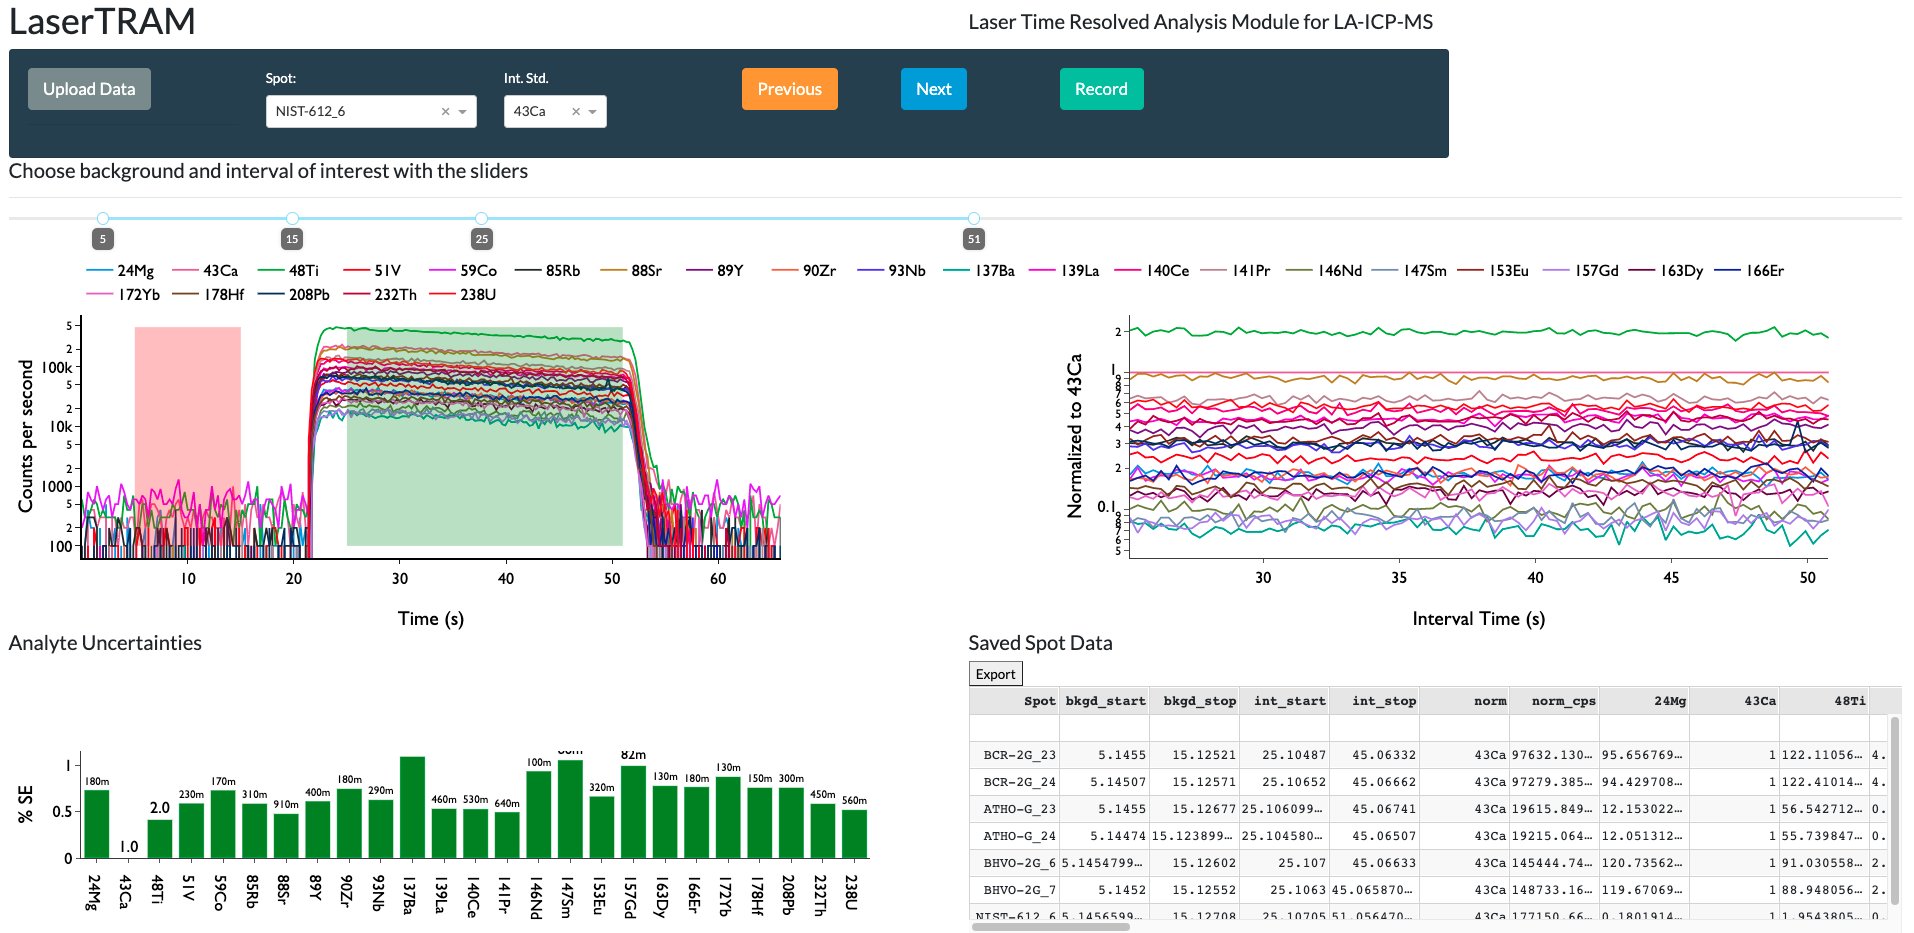 LaserTRAM
Laser Time Resolved Analysis Module for LA-ICP-MS
Upload Data
Spot:
NIST-612_6
Int. Std.
43Ca
Previous
Next
Record
Choose background and interval of interest with the sliders
5 15 25 51
24Mg 43Ca 48Ti 51V 59Co 85Rb 88Sr 89Y 90Zr 93Nb 137Ba 139La 140Ce 141Pr 146Nd 147Sm 153Eu 157Gd 163Dy 166Er
172Yb 178Hf 208Pb 232Th 238U
Counts per second
5
2
100k
5
2
10k
5
2
1000
5
2
100
10 20 30 40 50 60
Time (s)
Normalized to 43Ca
2
1
9
8
7
6
5
4
3
2
0.1
9
8
7
6
5
30 35 40 45 50
Interval Time (s)
Analyte Uncertainties
% SE
1
0.5
0
180m 1.0 2.0 230m 170m 310m 910m 400m 180m 290m 460m 530m 640m 100m 320m 82m 130m 180m 130m 150m 300m 450m 560m
24Mg 43Ca 48Ti 51V 59Co 85Rb 88Sr 89Y 90Zr 93Nb 137Ba 139La 140Ce 141Pr 146Nd 147Sm 153Eu 157Gd 163Dy 166Er 172Yb 178Hf 208Pb 232Th 238U
Saved Spot Data
Export
Spot bkgd_start bkgd_stop int_start int_stop norm norm_cps 24Mg 43Ca 48Ti
BCR-2G_23 5.1455 15.12521 25.10487 45.06332 43Ca 97632.130… 95.656769… 1 122.11056… 4.
BCR-2G_24 5.14507 15.12571 25.10652 45.06662 43Ca 97279.385… 94.429708… 1 122.41014… 4.
ATHO-G_23 5.1455 15.12677 25.106099… 45.06741 43Ca 19615.849… 12.153022… 1 56.542712… 0.
ATHO-G_24 5.14474 15.123899… 25.104580… 45.06507 43Ca 19215.064… 12.051312… 1 55.739847… 0.
BHVO-2G_6 5.1454799… 15.12602 25.107 45.06633 43Ca 145444.74… 120.73562… 1 91.030558… 2.
BHVO-2G_7 5.1452 15.12552 25.1063 45.065870… 43Ca 148733.16… 119.67069… 1 88.948056… 2.
NIST-612_6 5.1456599… 15.12708 25.10705 51.056470… 43Ca 177150.66… 0.1801914… 1 1.9543805… 0.